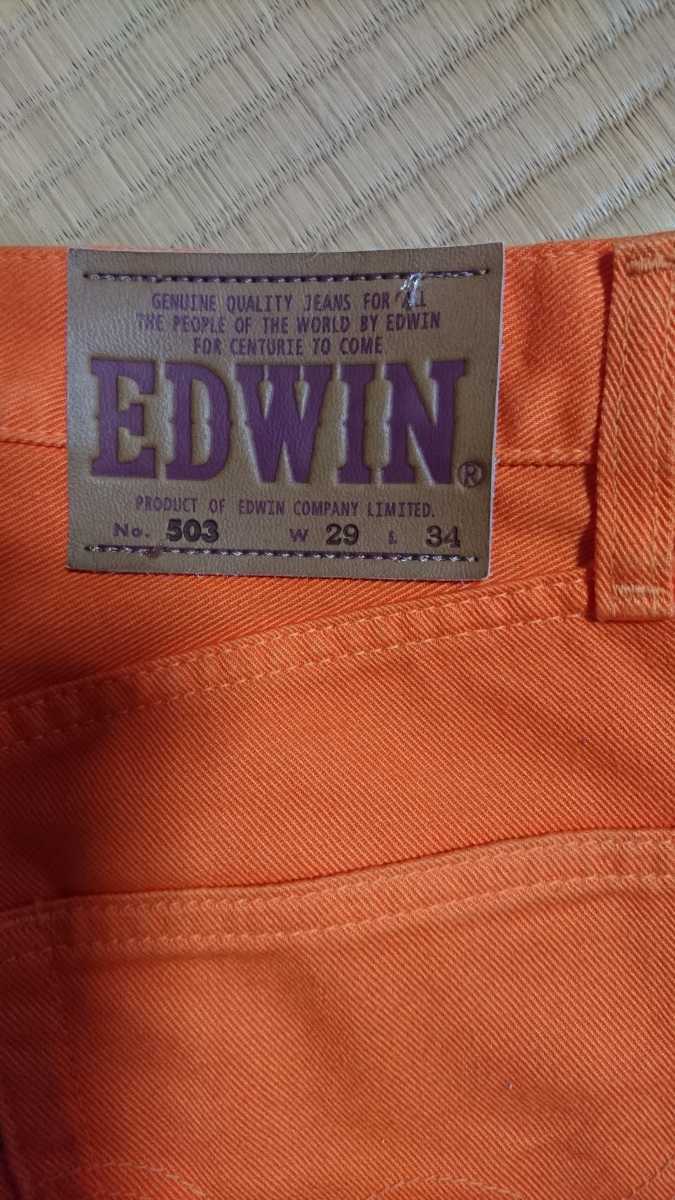 GENUINE QUALITY JEANS FOR ALL
THE PEOPLE OF THE WORLD BY EDWIN
FOR CENTURIE TO COME
EDWIN®
PRODUCT OF EDWIN COMPANY LIMITED.
No. 503 W 29 L 34